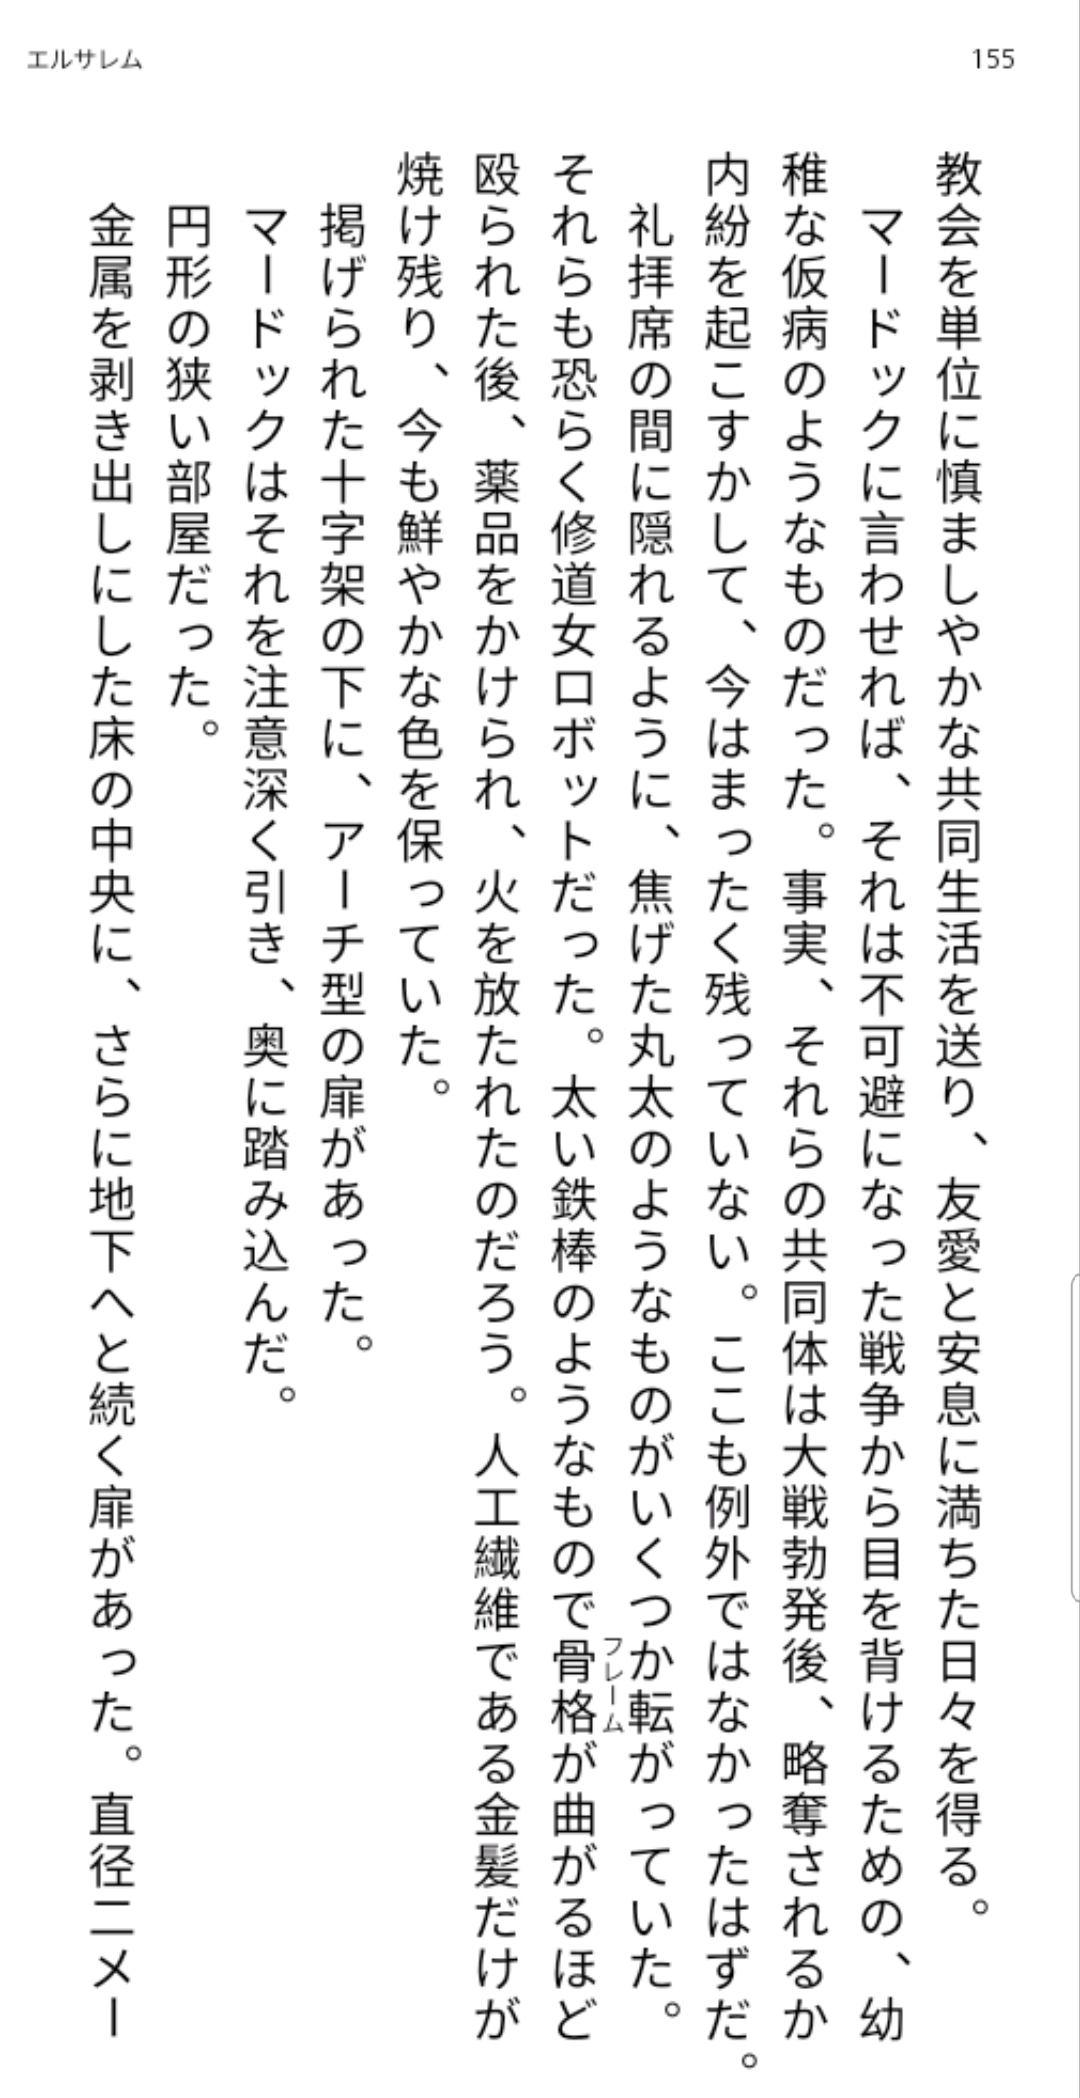 エルサレム
155
教会を単位に慎ましやかな共同生活を送り、友愛と安息に満ちた日々を得る。
マードックに言わせれば、それは不可避になった戦争から目を背けるための、幼
稚な仮病のようなものだった。事実、それらの共同体は大戦勃発後、略奪されるか
内紛を起こすかして、今はまったく残っていない。ここも例外ではなかったはずだ。
礼拝席の間に隠れるように、焦げた丸太のようなものがいくつか転がっていた。
それらも恐らく修道女ロボットだった。太い鉄棒のようなもので骨格が曲がるほど
フレーム
殴られた後、薬品をかけられ、火を放たれたのだろう。人工繊維である金髪だけが
焼け残り、今も鮮やかな色を保っていた。
掲げられた十字架の下に、アーチ型の扉があった。
マードックはそれを注意深く引き、奥に踏み込んだ。
円形の狭い部屋だった。
金属を剥き出しにした床の中央に、さらに地下へと続く扉があった。直径二メー